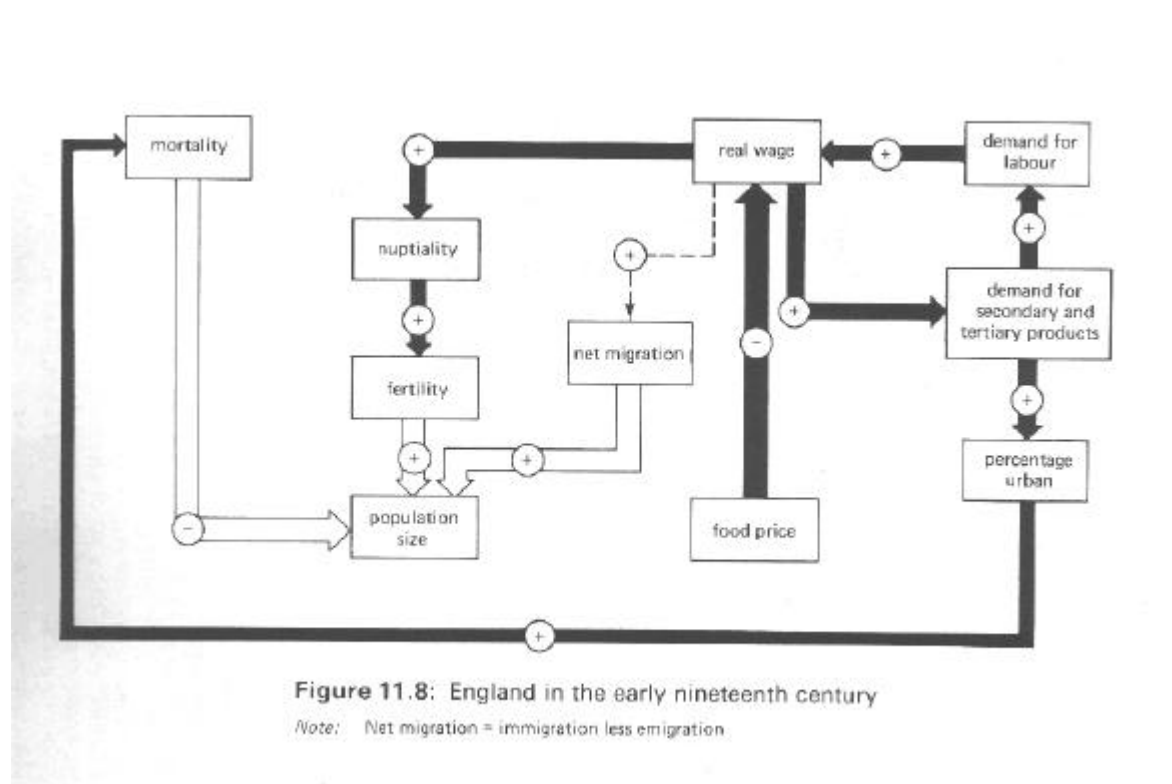 mortality
+
real wage
+
demand for
labour
+
nuptiality
+
+
demand for
secondary and
tertiary products
+
+
−
net migration
fertility
+
+
+
percentage
urban
population
size
−
food price
+
Figure 11.8: England in the early nineteenth century
Note: Net migration = immigration less emigration